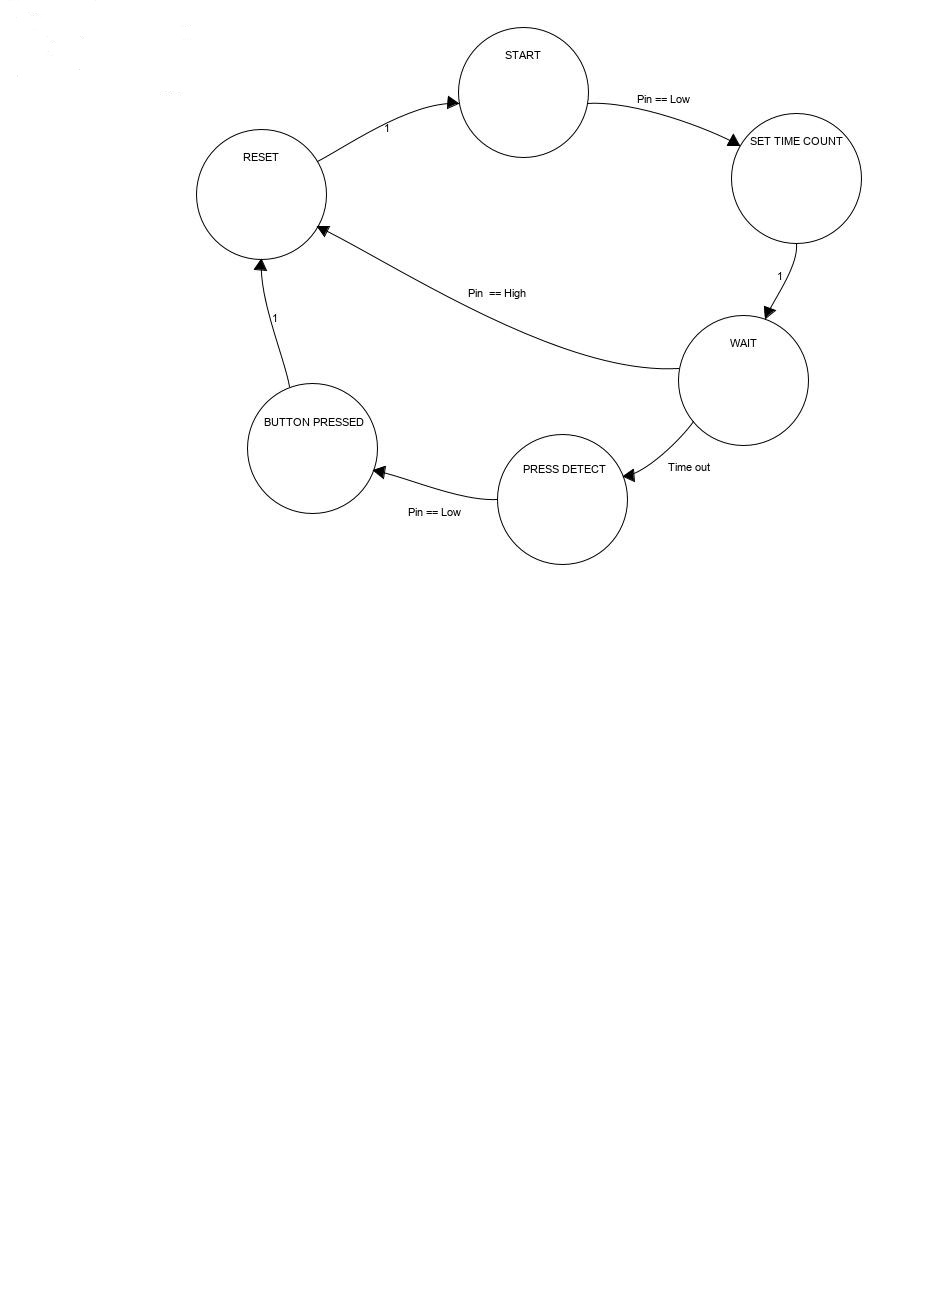 START
Pin == Low
SET TIME COUNT
1
RESET
1
Pin  == High
WAIT
1
BUTTON PRESSED
PRESS DETECT
Time out
Pin == Low